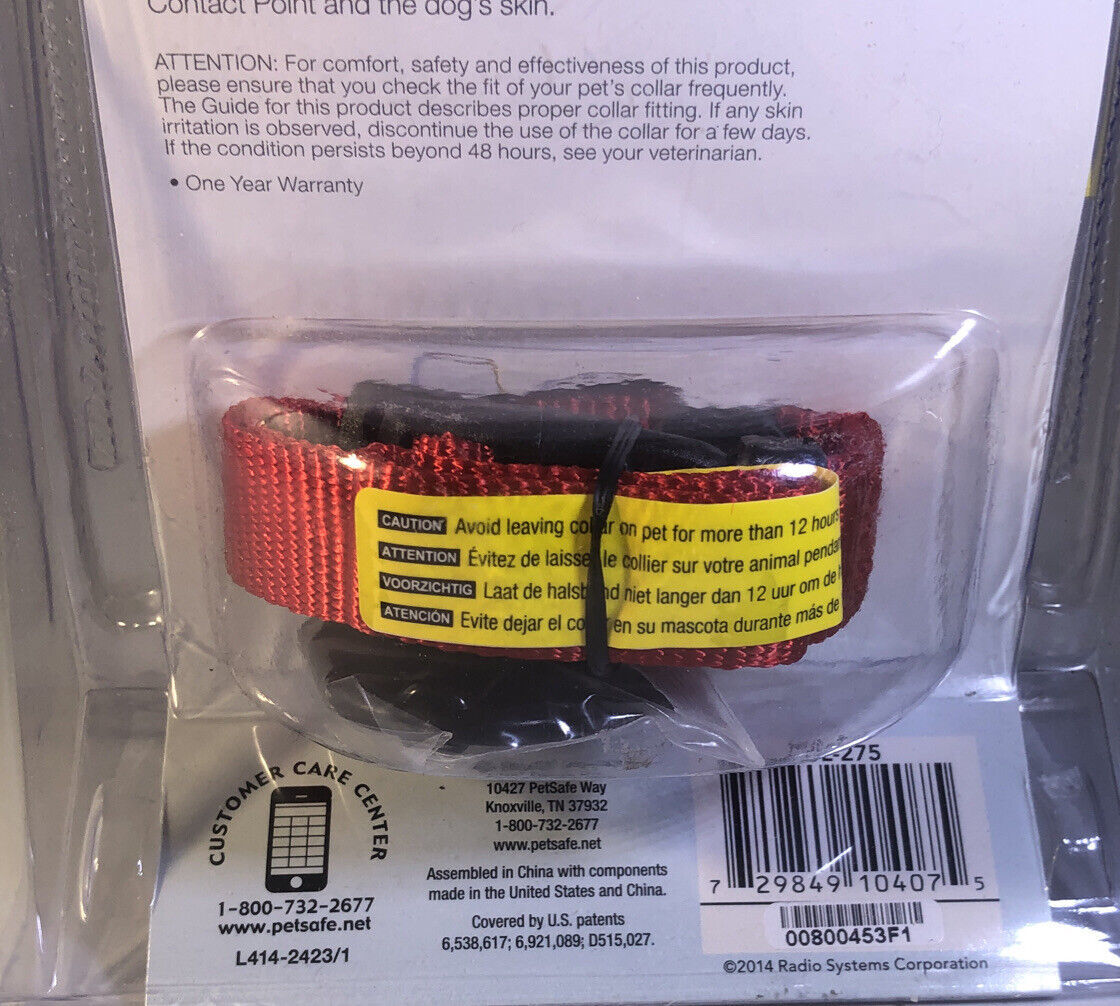 Contact Point and the dog's skin.
ATTENTION: For comfort, safety and effectiveness of this product,
please ensure that you check the fit of your pet's collar frequently.
The Guide for this product describes proper collar fitting. If any skin
irritation is observed, discontinue the use of the collar for a few days.
If the condition persists beyond 48 hours, see your veterinarian.
• One Year Warranty
CAUTION Avoid leaving on pet for more than 12 hours
ATTENTION Évitez de le collier sur votre animal
VOORZICHTIG Laat de niet langer dan 12 uur om de
ATENCIÓN Evite dejar el en su mascota durante más de
CUSTOMER CARE CENTER
1-800-732-2677
www.petsafe.net
L414-2423/1
10427 PetSafe Way
Knoxville, TN 37932
1-800-732-2677
www.petsafe.net
Assembled in China with components
made in the United States and China.
Covered by U.S. patents
6,538,617; 6,921,089; D515,027.
-275
7 29849 10407 5
00800453F1
©2014 Radio Systems Corporation